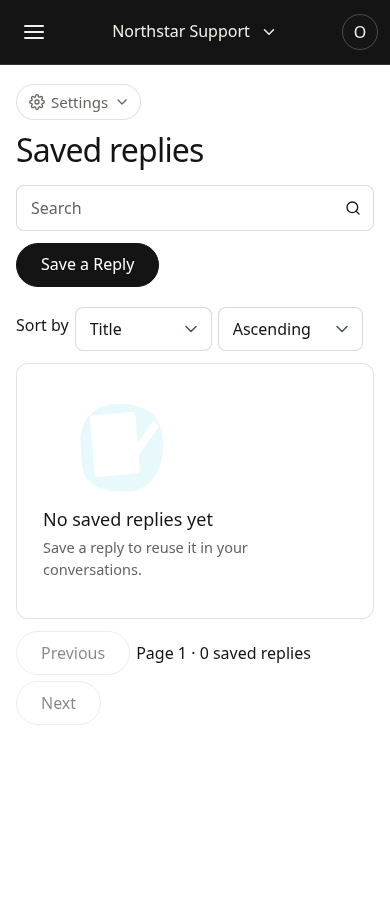 Northstar Support
O
Settings
Saved replies
Search
Save a Reply
Sort by
Title
Ascending
No saved replies yet
Save a reply to reuse it in your
conversations.
Previous
Page 1 · 0 saved replies
Next